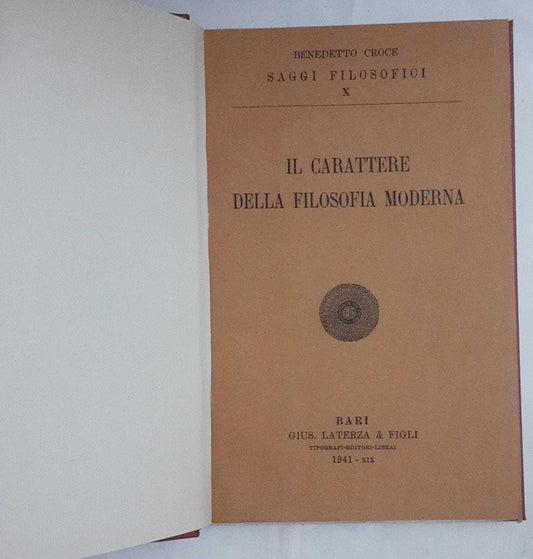 BENEDETTO CROCE
SAGGI FILOSOFICI
X
IL CARATTERE
DELLA FILOSOFIA MODERNA
BARI
GIUS. LATERZA & FIGLI
TIPOGRAFI-EDITORI-LIBRAI
1941 - XIX